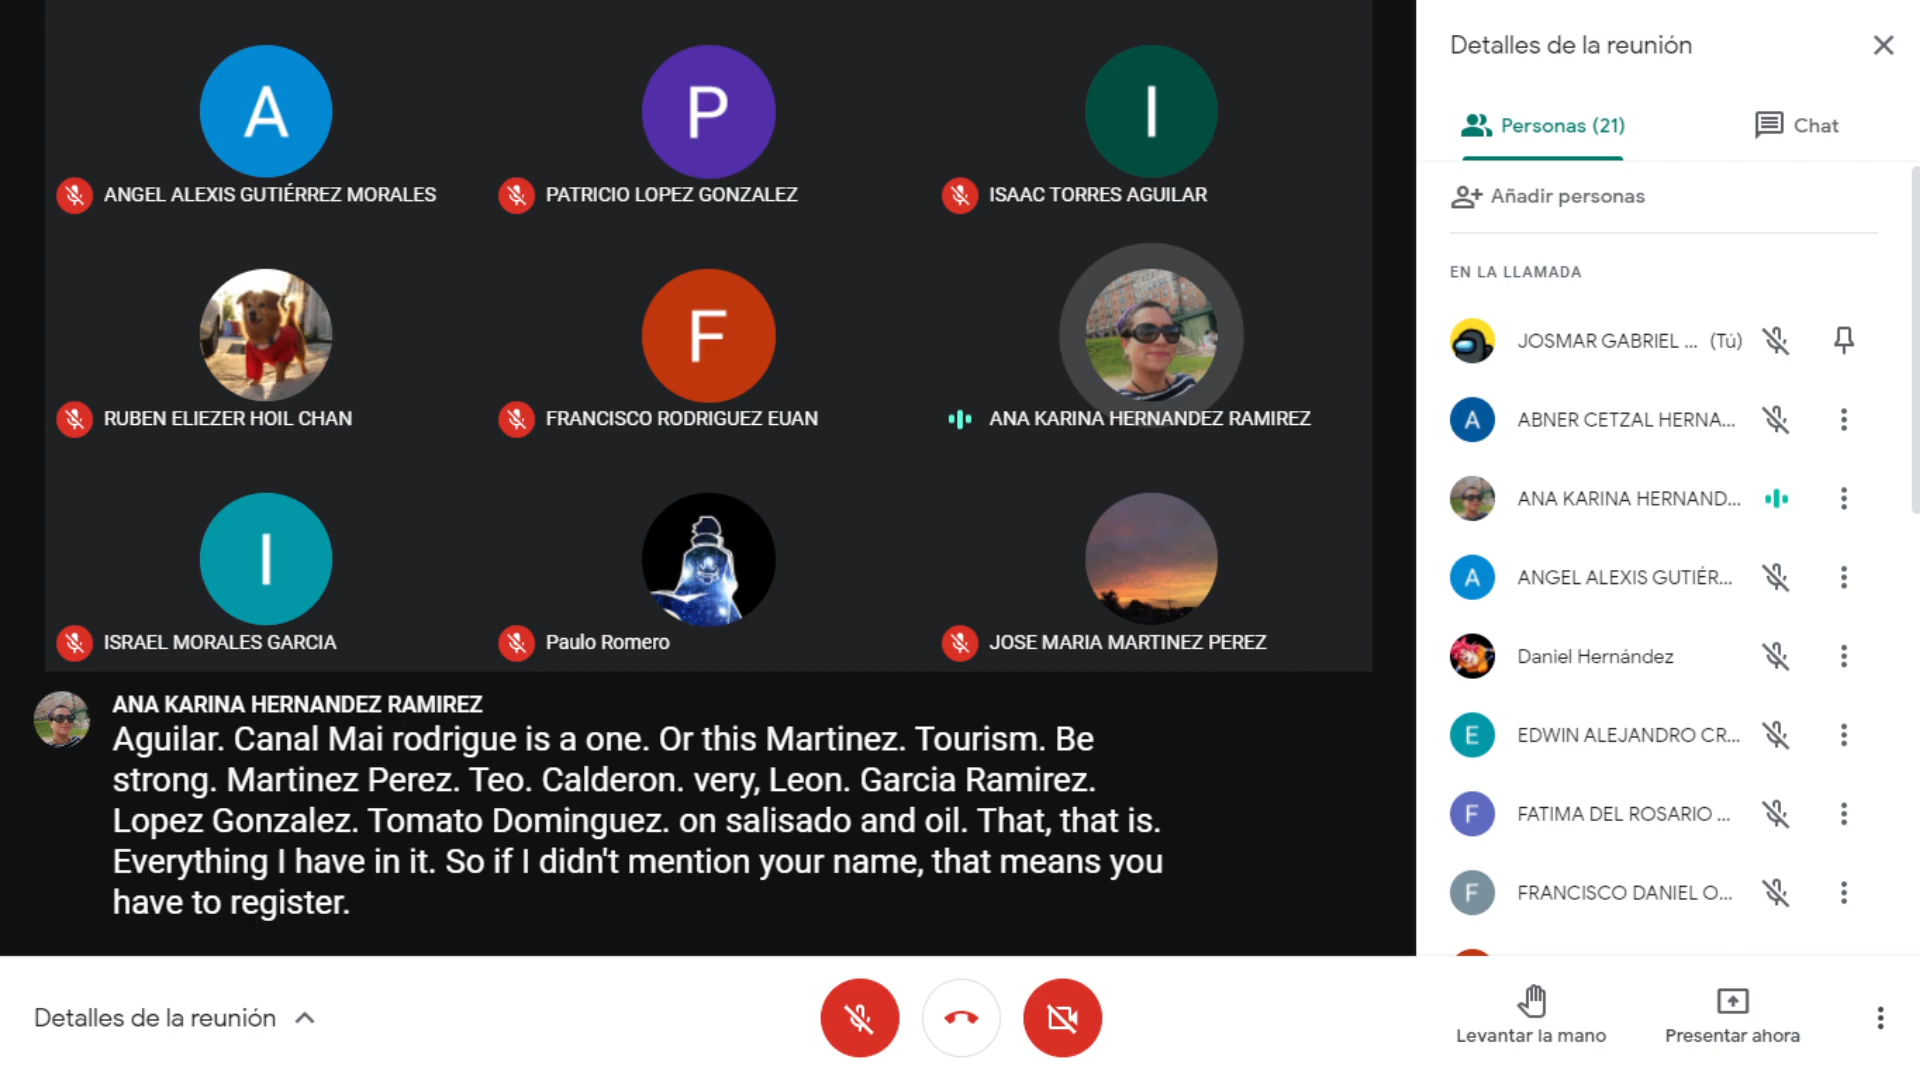 A
P
I
ANGEL ALEXIS GUTIÉRREZ MORALES
PATRICIO LOPEZ GONZALEZ
ISAAC TORRES AGUILAR
F
RUBEN ELIEZER HOIL CHAN
FRANCISCO RODRIGUEZ EUAN
ANA KARINA HERNANDEZ RAMIREZ
I
ISRAEL MORALES GARCIA
Paulo Romero
JOSE MARIA MARTINEZ PEREZ
ANA KARINA HERNANDEZ RAMIREZ
Aguilar. Canal Mai rodrigue is a one. Or this Martinez. Tourism. Be
strong. Martinez Perez. Teo. Calderon. very, Leon. Garcia Ramirez.
Lopez Gonzalez. Tomato Dominguez. on salisado and oil. That, that is.
Everything I have in it. So if I didn't mention your name, that means you
have to register.
Detalles de la reunión
Personas (21)
Chat
Añadir personas
EN LA LLAMADA
JOSMAR GABRIEL ... (Tú)
A ABNER CETZAL HERNA...
ANA KARINA HERNAND...
A ANGEL ALEXIS GUTIÉR...
Daniel Hernández
E EDWIN ALEJANDRO CR...
F FATIMA DEL ROSARIO ...
F FRANCISCO DANIEL O...
Detalles de la reunión
Levantar la mano
Presentar ahora